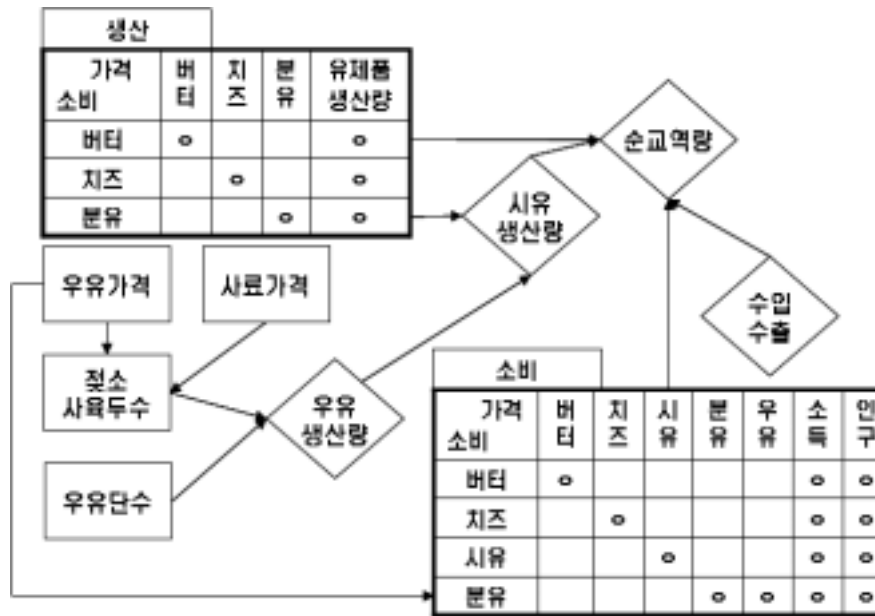 생산
가격 버터 치즈 분유 유제품 생산량
소비
버터 ㅇ ㅇ
치즈 ㅇ ㅇ
분유 ㅇ ㅇ
순교역량
시유
생산량
우유가격
사료가격
수입
수출
젖소
사육두수
우유
생산량
우유단수
소비
가격 버터 치즈 시유 분유 우유 소득 인구
소비
버터 ㅇ ㅇ ㅇ
치즈 ㅇ ㅇ ㅇ
시유 ㅇ ㅇ ㅇ
분유 ㅇ ㅇ ㅇ ㅇ